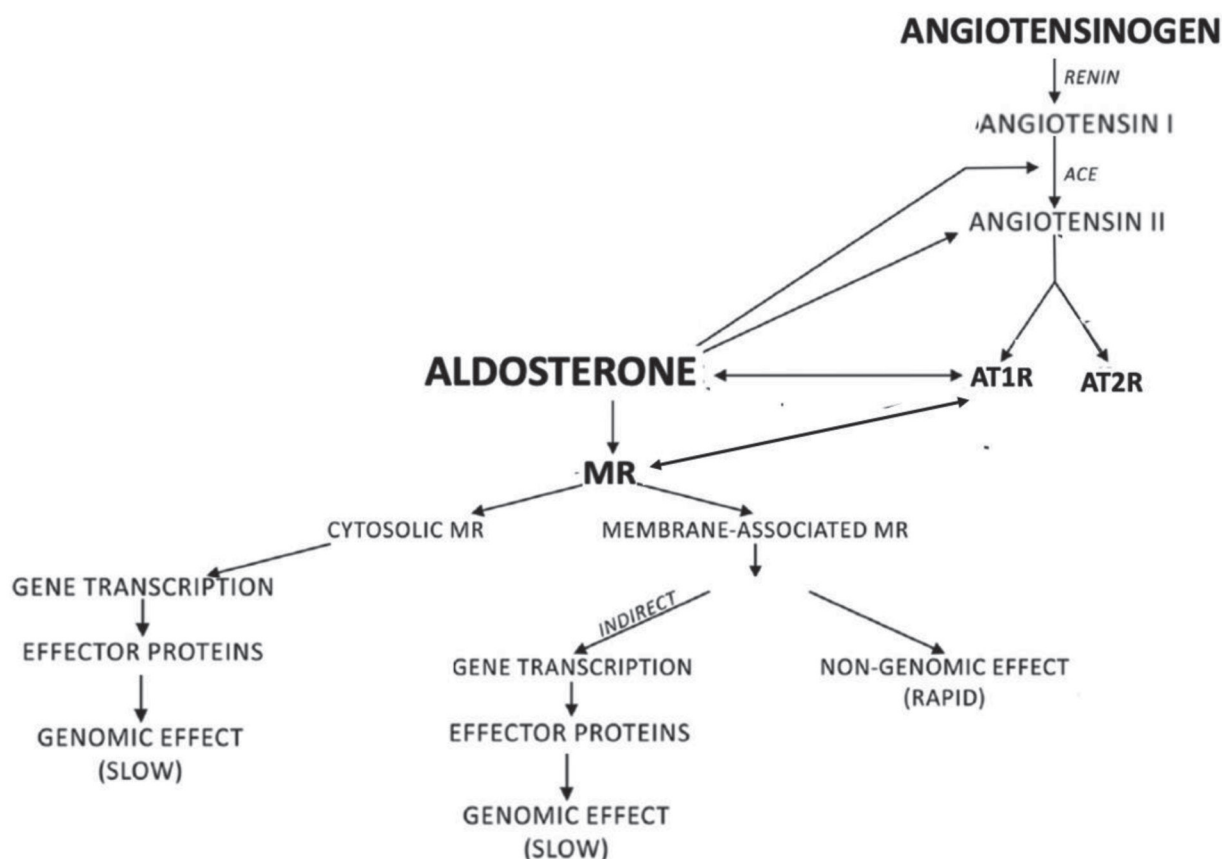 ANGIOTENSINOGEN
RENIN
ANGIOTENSIN I
ACE
ANGIOTENSIN II
ALDOSTERONE
AT1R
AT2R
MR
CYTOSOLIC MR
MEMBRANE-ASSOCIATED MR
GENE TRANSCRIPTION
INDIRECT
EFFECTOR PROTEINS
GENE TRANSCRIPTION
NON-GENOMIC EFFECT
(RAPID)
GENOMIC EFFECT
(SLOW)
EFFECTOR PROTEINS
GENOMIC EFFECT
(SLOW)